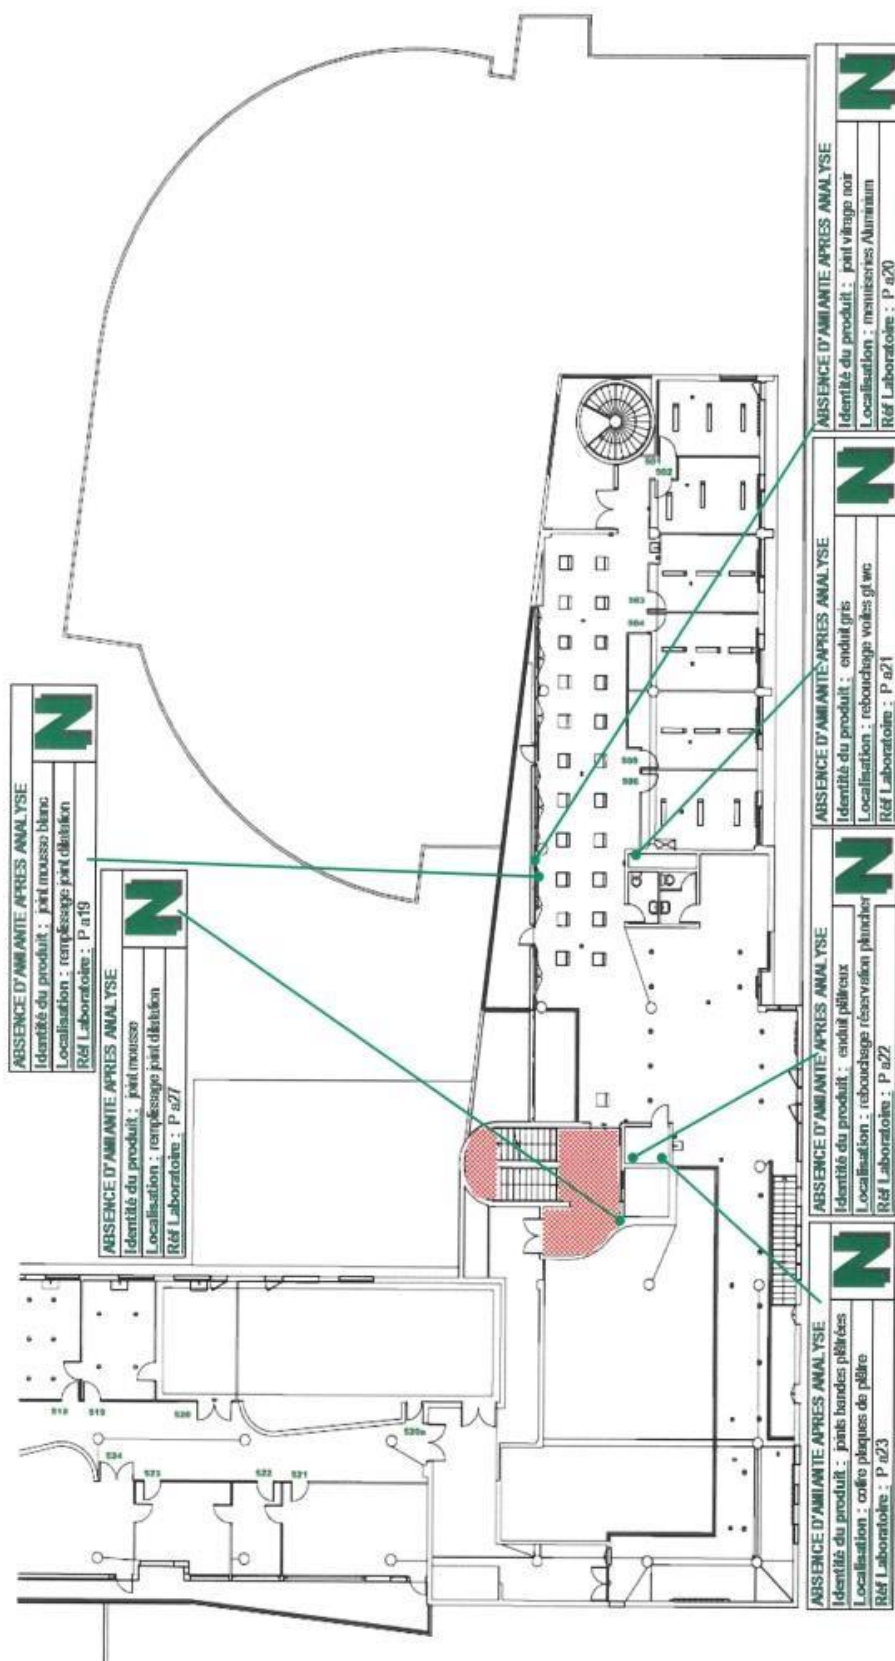 ABSENCE D'AMIANTE APRES ANALYSE
Identité du produit : joint mousse blanc
Localisation : remplissage joint dilatation
Réf Laboratoire : P a19
N
ABSENCE D'AMIANTE APRES ANALYSE
Identité du produit : joint mousse
Localisation : remplissage joint dilatation
Réf Laboratoire : P a27
N
ABSENCE D'AMIANTE APRES ANALYSE
Identité du produit : joint vitrage noir
Localisation : menuiseries Aluminium
Réf Laboratoire : P a20
N
ABSENCE D'AMIANTE APRES ANALYSE
Identité du produit : enduit gris
Localisation : rebouchage voiles gt wc
Réf Laboratoire : P a21
N
ABSENCE D'AMIANTE APRES ANALYSE
Identité du produit : enduit plâtreux
Localisation : rebouchage réservation plancher
Réf Laboratoire : P a22
N
ABSENCE D'AMIANTE APRES ANALYSE
Identité du produit : joints bandes plâtrées
Localisation : coffre plaques de plâtre
Réf Laboratoire : P a23
N
501
502
503
504
505
506
518
519
520
520a
524
523
522
521